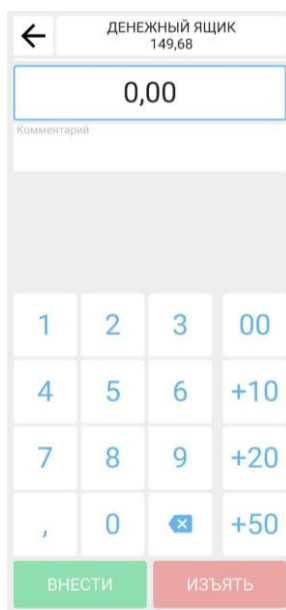 ДЕНЕЖНЫЙ ЯЩИК
149,68
0,00
Комментарий
1 2 3 00
4 5 6 +10
7 8 9 +20
, 0 +50
ВНЕСТИ ИЗЪЯТЬ